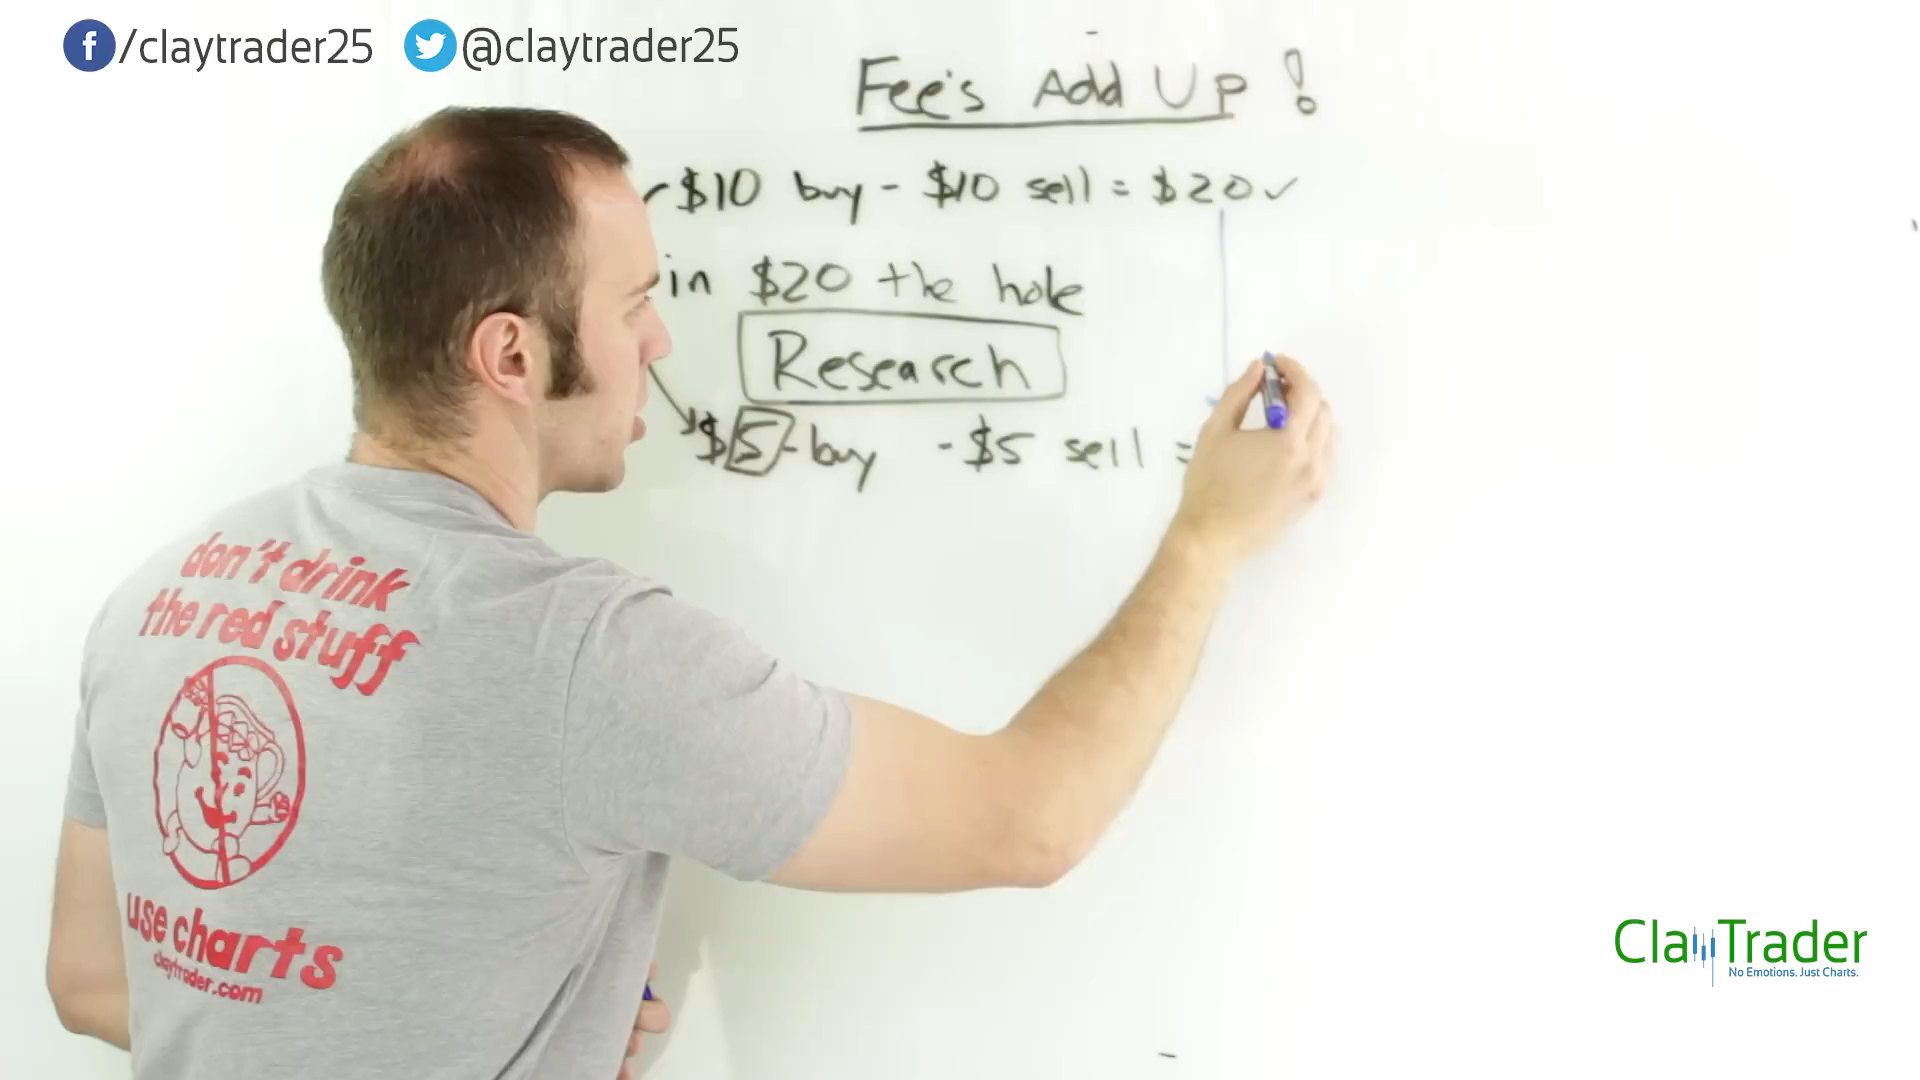 /claytrader25 @claytrader25
Fee's Add Up!
$10 buy - $10 sell = $20✓
in $20 the hole
Research
$5 - buy - $5 sell =
don't drink
the red stuff
use charts
claytrader.com
ClayTrader
No Emotions. Just Charts.